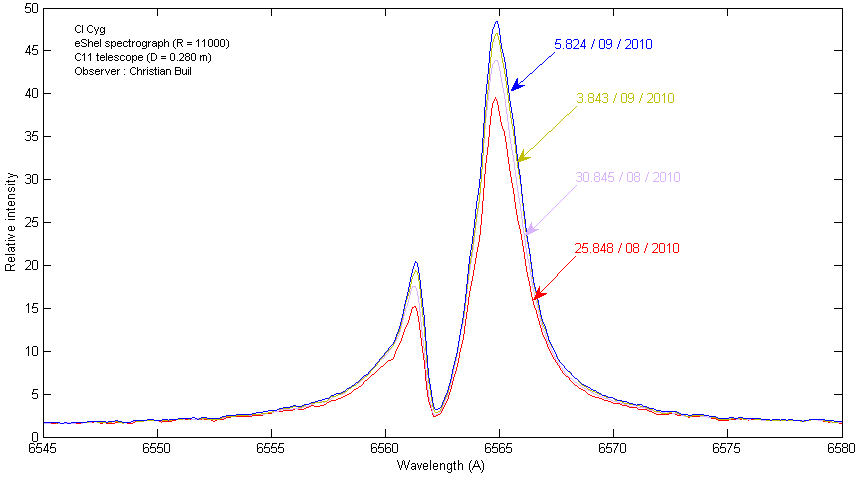 CI Cyg
eShel spectrograph (R = 11000)
C11 telescope (D = 0.280 m)
Observer : Christian Buil
5.824 / 09 / 2010
3.843 / 09 / 2010
30.845 / 08 / 2010
25.848 / 08 / 2010
Relative intensity
50
45
40
35
30
25
20
15
10
5
0
6545
6550
6555
6560
6565
6570
6575
6580
Wavelength (A)